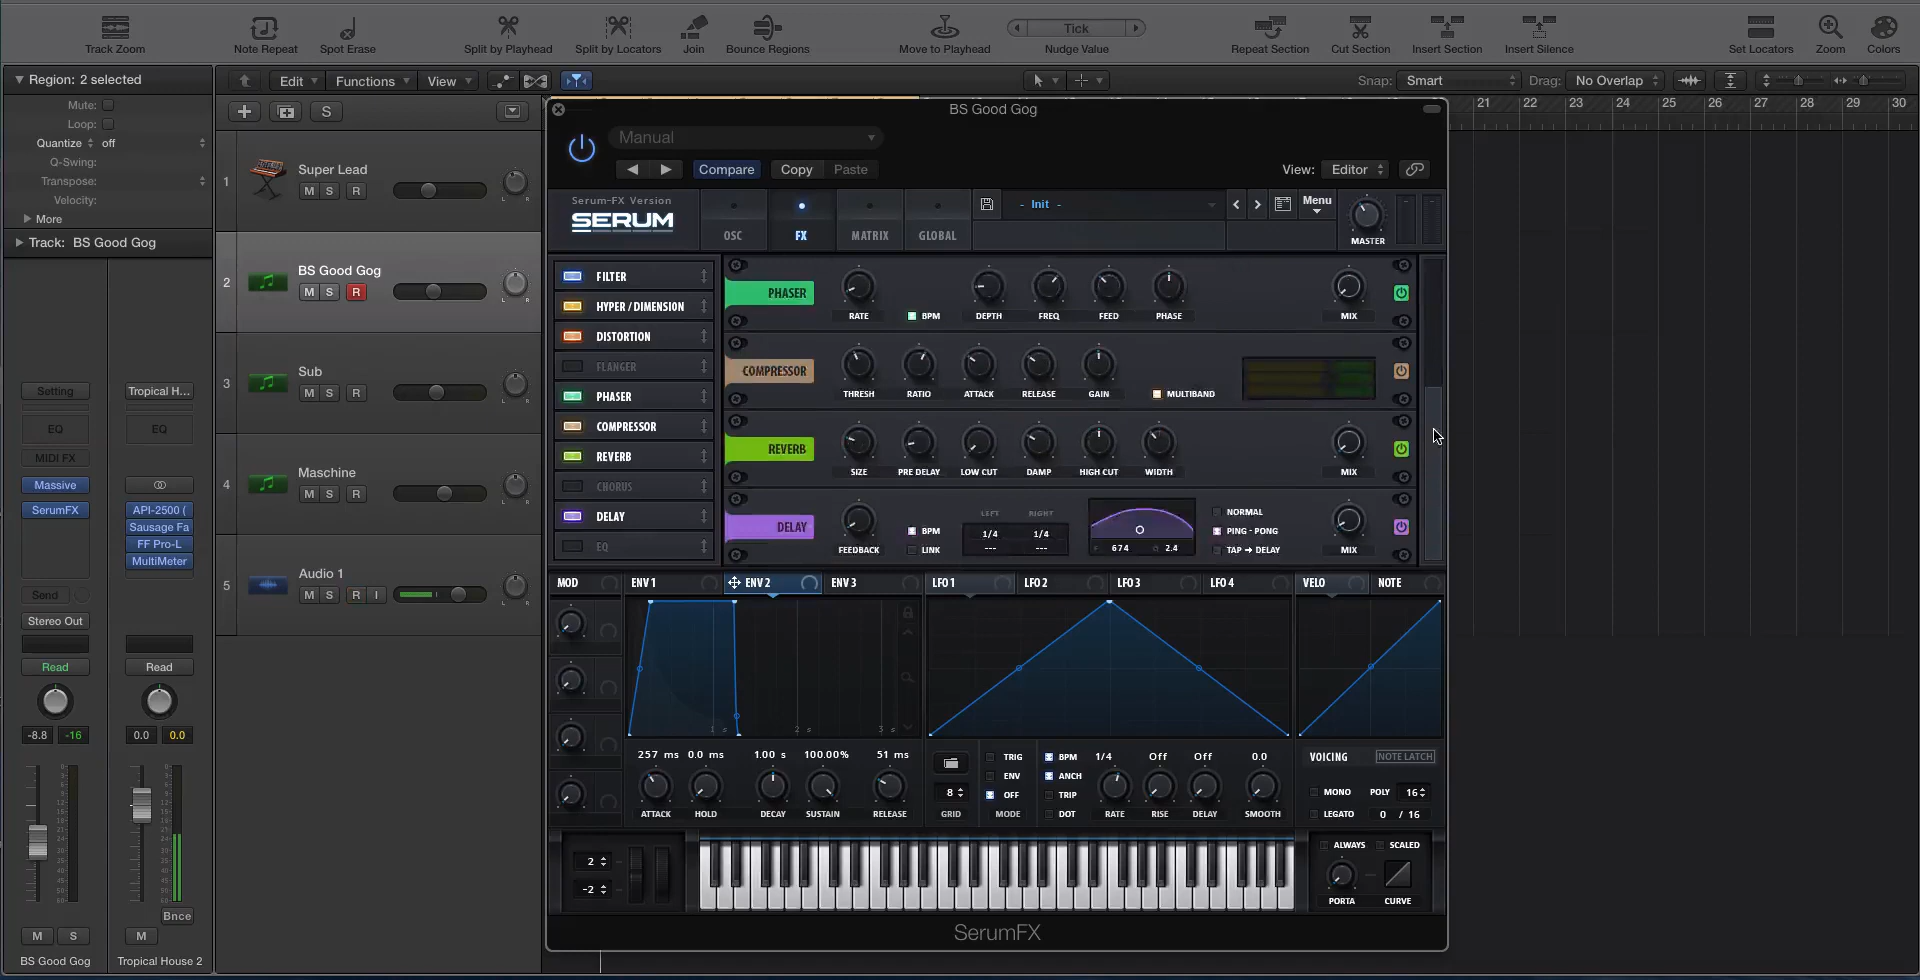 Track Zoom
Note Repeat
Spot Erase
Split by Playhead
Split by Locators
Join
Bounce Regions
Move to Playhead
Tick
Nudge Value
Repeat Section
Cut Section
Insert Section
Insert Silence
Set Locators
Zoom
Colors
Region: 2 selected
Edit
Functions
View
Snap: Smart
Drag: No Overlap
Mute:
Loop:
Quantize off
Q-Swing:
Transpose:
Velocity:
More
Track: BS Good Gog
S
21 22 23 24 25 26 27 28 29 30
1 Super Lead
M S R
2 BS Good Gog
M S R
3 Sub
M S R
4 Maschine
M S R
5 Audio 1
M S R I
L R
Setting
Tropical H...
EQ
EQ
MIDI FX
Massive
SerumFX
API-2500 (
Sausage Fa
FF Pro-L
MultiMeter
Send
Stereo Out
Read
Read
-8.8 -16
0.0 0.0
Bnce
M S
M
BS Good Gog
Tropical House 2
BS Good Gog
Manual
Compare
Copy
Paste
View: Editor
Serum-FX Version
SERUM
OSC
FX
MATRIX
GLOBAL
- Init -
Menu
MASTER
FILTER
HYPER / DIMENSION
DISTORTION
FLANGER
PHASER
COMPRESSOR
REVERB
CHORUS
DELAY
EQ
PHASER
RATE BPM DEPTH FREQ FEED PHASE MIX
COMPRESSOR
THRESH RATIO ATTACK RELEASE GAIN MULTIBAND
REVERB
SIZE PRE DELAY LOW CUT DAMP HIGH CUT WIDTH MIX
DELAY
FEEDBACK
BPM
LINK
LEFT RIGHT
1/4 1/4
--- ---
F 674 Q 2.4
NORMAL
PING - PONG
TAP → DELAY
MIX
MOD ENV 1 ENV 2 ENV 3 LFO 1 LFO 2 LFO 3 LFO 4 VELO NOTE
1 s 2 s 3 s
257 ms 0.0 ms 1.00 s 100.00% 51 ms
ATTACK HOLD DECAY SUSTAIN RELEASE
8
GRID
TRIG
ENV
OFF
MODE
BPM
ANCH
TRIP
DOT
1/4 Off Off 0.0
RATE RISE DELAY SMOOTH
VOICING NOTE LATCH
MONO POLY 16
LEGATO 0 / 16
2
-2
ALWAYS SCALED
PORTA CURVE
SerumFX